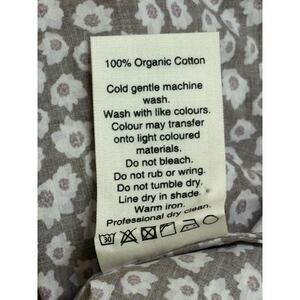 100% Organic Cotton
Cold gentle machine
wash.
Wash with like colours.
Colour may transfer
onto light coloured
materials.
Do not bleach.
Do not rub or wring.
Do not tumble dry.
Line dry in shade.
Warm iron.
Professional dry clean.
30